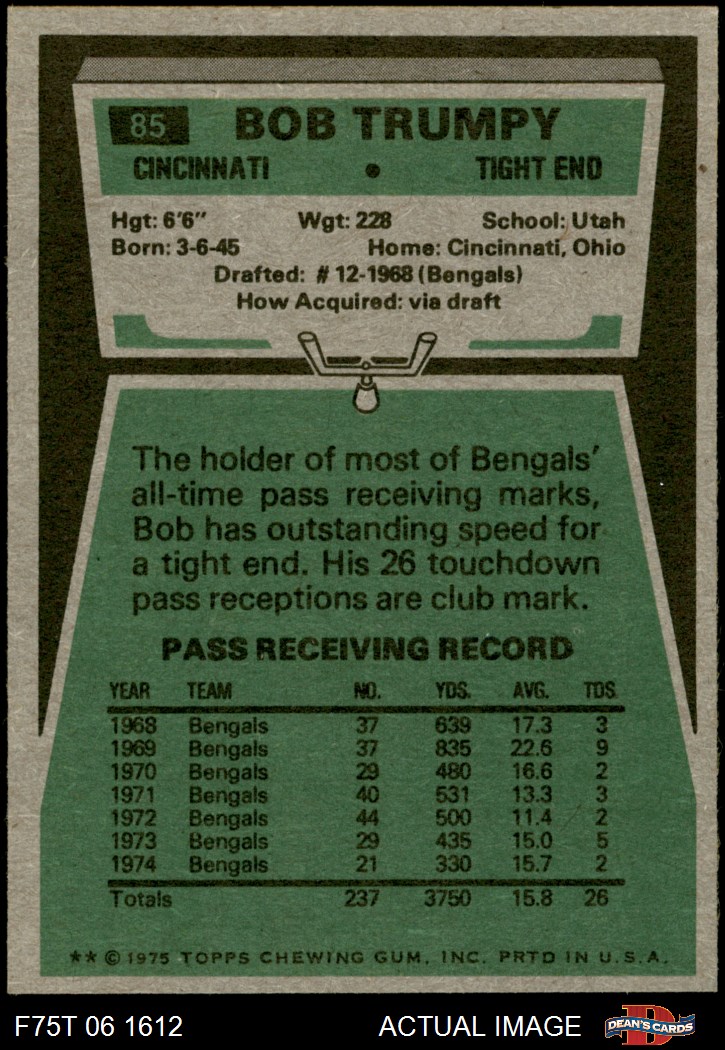 85 BOB TRUMPY
CINCINNATI • TIGHT END
Hgt: 6'6" Wgt: 228 School: Utah
Born: 3-6-45 Home: Cincinnati, Ohio
Drafted: #12-1968 (Bengals)
How Acquired: via draft
The holder of most of Bengals'
all-time pass receiving marks,
Bob has outstanding speed for
a tight end. His 26 touchdown
pass receptions are club mark.
PASS RECEIVING RECORD
YEAR TEAM NO. YDS. AVG. TDS
1968 Bengals 37 639 17.3 3
1969 Bengals 37 835 22.6 9
1970 Bengals 29 480 16.6 2
1971 Bengals 40 531 13.3 3
1972 Bengals 44 500 11.4 2
1973 Bengals 29 435 15.0 5
1974 Bengals 21 330 15.7 2
Totals 237 3750 15.8 26
** © 1975 TOPPS CHEWING GUM, INC. PRTD IN U.S.A.
F75T 06 1612 ACTUAL IMAGE D DEAN'S CARDS